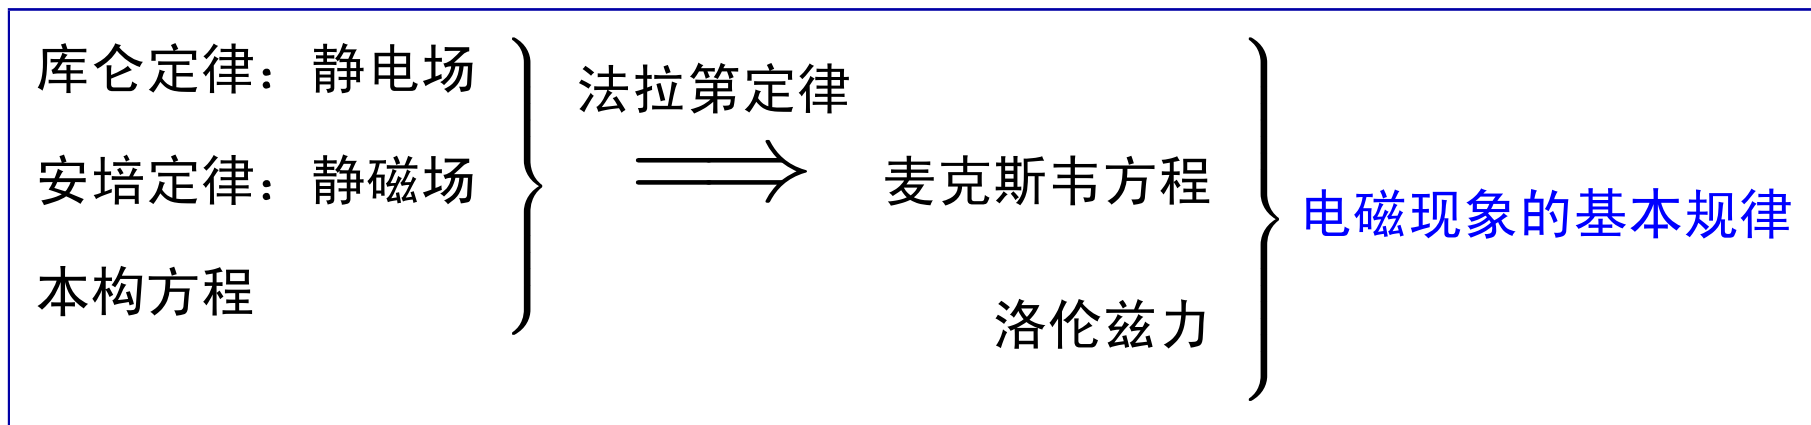 库仑定律：静电场
安培定律：静磁场
本构方程
法拉第定律
麦克斯韦方程
洛伦兹力
电磁现象的基本规律